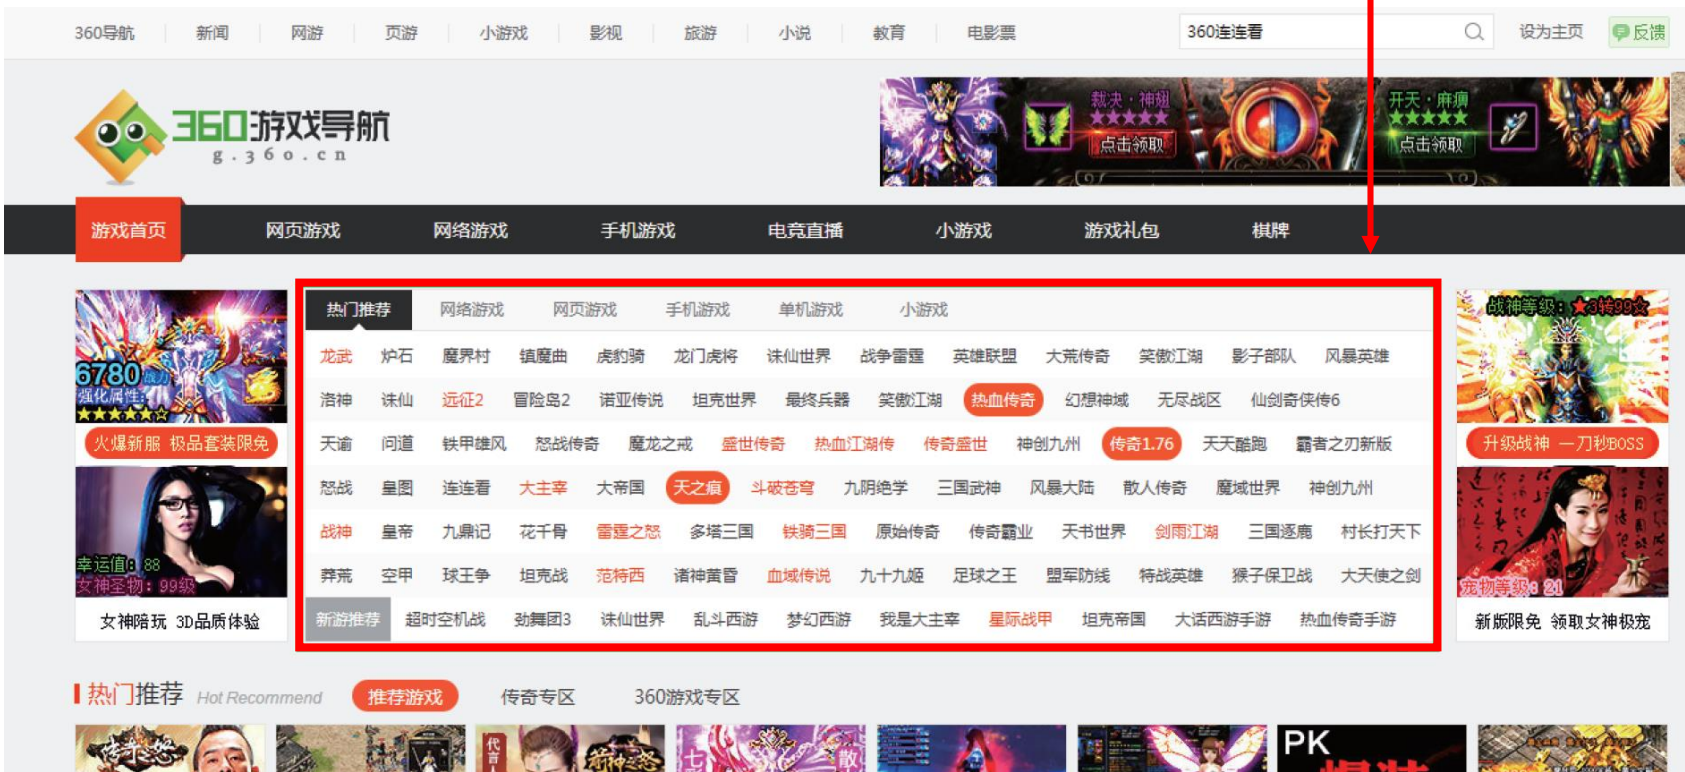 360导航 新闻 网游 页游 小游戏 影视 旅游 小说 教育 电影票 360连连看 设为主页 反馈
360游戏导航
g.360.cn
裁决·神翅
点击领取
开天·麻痹
点击领取
游戏首页 网页游戏 网络游戏 手机游戏 电竞直播 小游戏 游戏礼包 棋牌
6780战力
强化属性:
火爆新服 极品套装限免
幸运值:88
女神圣物:99级
女神陪玩 3D品质体验
热门推荐 网络游戏 网页游戏 手机游戏 单机游戏 小游戏
龙武 炉石 魔界村 镇魔曲 虎豹骑 龙门虎将 诛仙世界 战争雷霆 英雄联盟 大荒传奇 笑傲江湖 影子部队 风暴英雄
洛神 诛仙 远征2 冒险岛2 诺亚传说 坦克世界 最终兵器 笑傲江湖 热血传奇 幻想神域 无尽战区 仙剑奇侠传6
天谕 问道 铁甲雄风 怒战传奇 魔龙之戒 盛世传奇 热血江湖传 传奇盛世 神创九州 传奇1.76 天天酷跑 霸者之刃新版
怒战 皇图 连连看 大主宰 大帝国 天之痕 斗破苍穹 九阴绝学 三国武神 风暴大陆 散人传奇 魔域世界 神创九州
战神 皇帝 九鼎记 花千骨 雷霆之怒 多塔三国 铁骑三国 原始传奇 传奇霸业 天书世界 剑雨江湖 三国逐鹿 村长打天下
莽荒 空甲 球王争 坦克战 范特西 诸神黄昏 血域传说 九十九姬 足球之王 盟军防线 特战英雄 猴子保卫战 大天使之剑
新游推荐 超时空机战 劲舞团3 诛仙世界 乱斗西游 梦幻西游 我是大主宰 星际战甲 坦克帝国 大话西游手游 热血传奇手游
战神等级:★3转99☆
升级战神 一刀秒BOSS
宠物等级:21
新版限免 领取女神极宠
热门推荐 Hot Recommend 推荐游戏 传奇专区 360游戏专区
传奇之怒
代言人
箭神之怒
七
散
PK